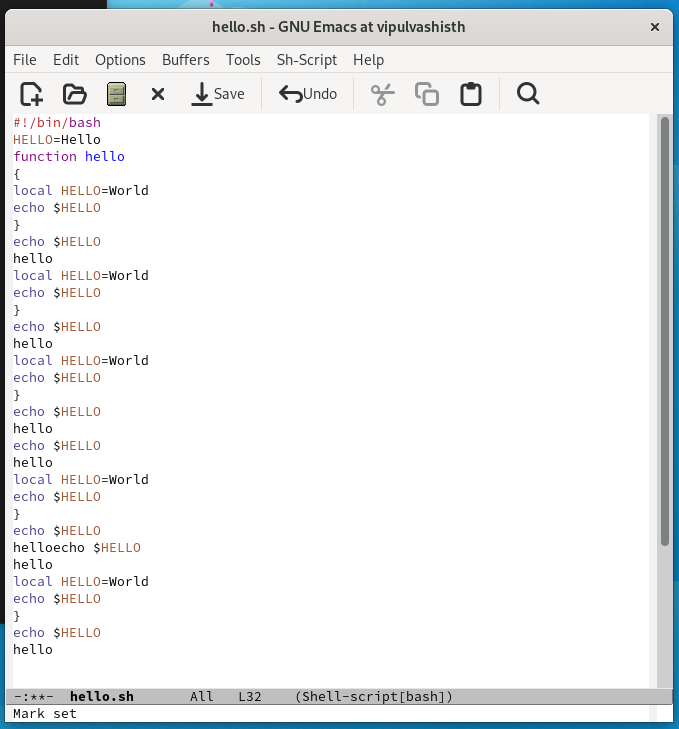 hello.sh - GNU Emacs at vipulvashisth
File Edit Options Buffers Tools Sh-Script Help
Save Undo
#!/bin/bash
HELLO=Hello
function hello
{
local HELLO=World
echo $HELLO
}
echo $HELLO
hello
local HELLO=World
echo $HELLO
}
echo $HELLO
hello
local HELLO=World
echo $HELLO
}
echo $HELLO
hello
echo $HELLO
hello
local HELLO=World
echo $HELLO
}
echo $HELLO
helloecho $HELLO
hello
local HELLO=World
echo $HELLO
}
echo $HELLO
hello
-:**- hello.sh All L32 (Shell-script[bash])
Mark set